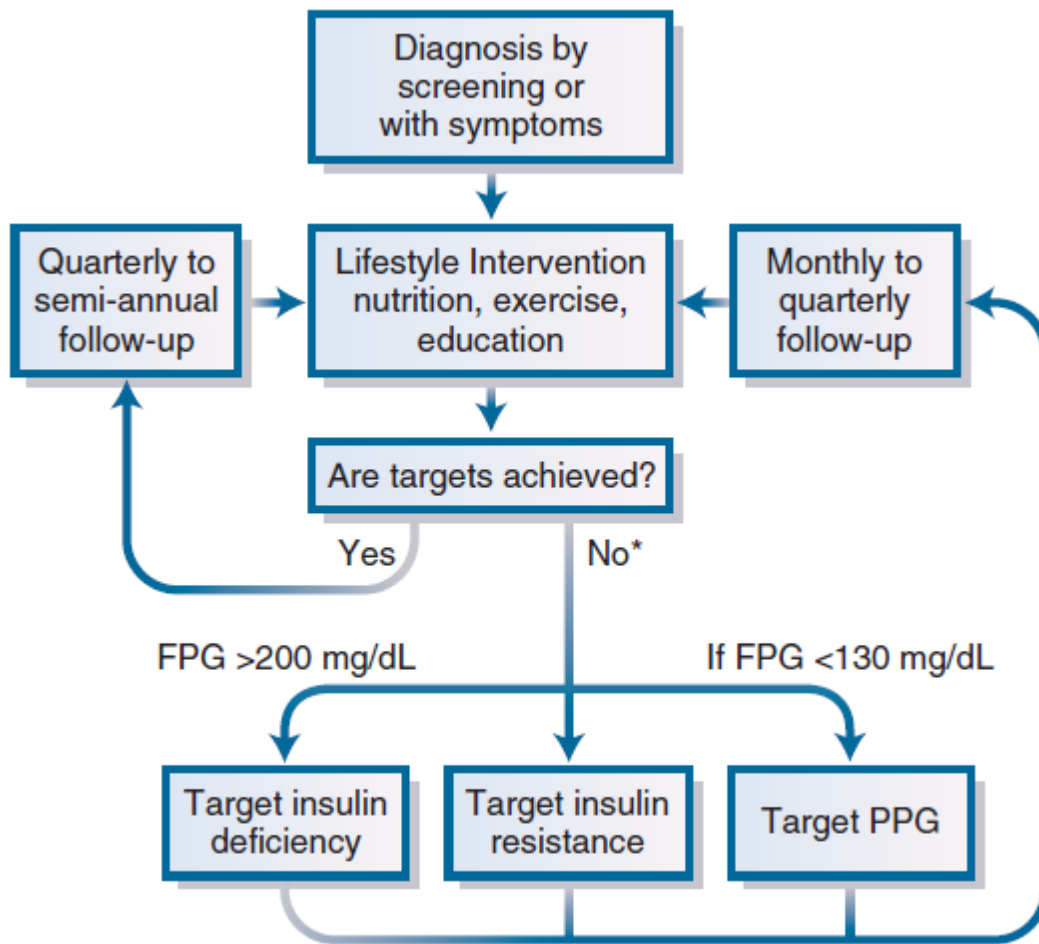 Diagnosis by
screening or
with symptoms
Quarterly to
semi-annual
follow-up
Lifestyle Intervention
nutrition, exercise,
education
Monthly to
quarterly
follow-up
Are targets achieved?
Yes
No*
FPG >200 mg/dL
If FPG <130 mg/dL
Target insulin
deficiency
Target insulin
resistance
Target PPG